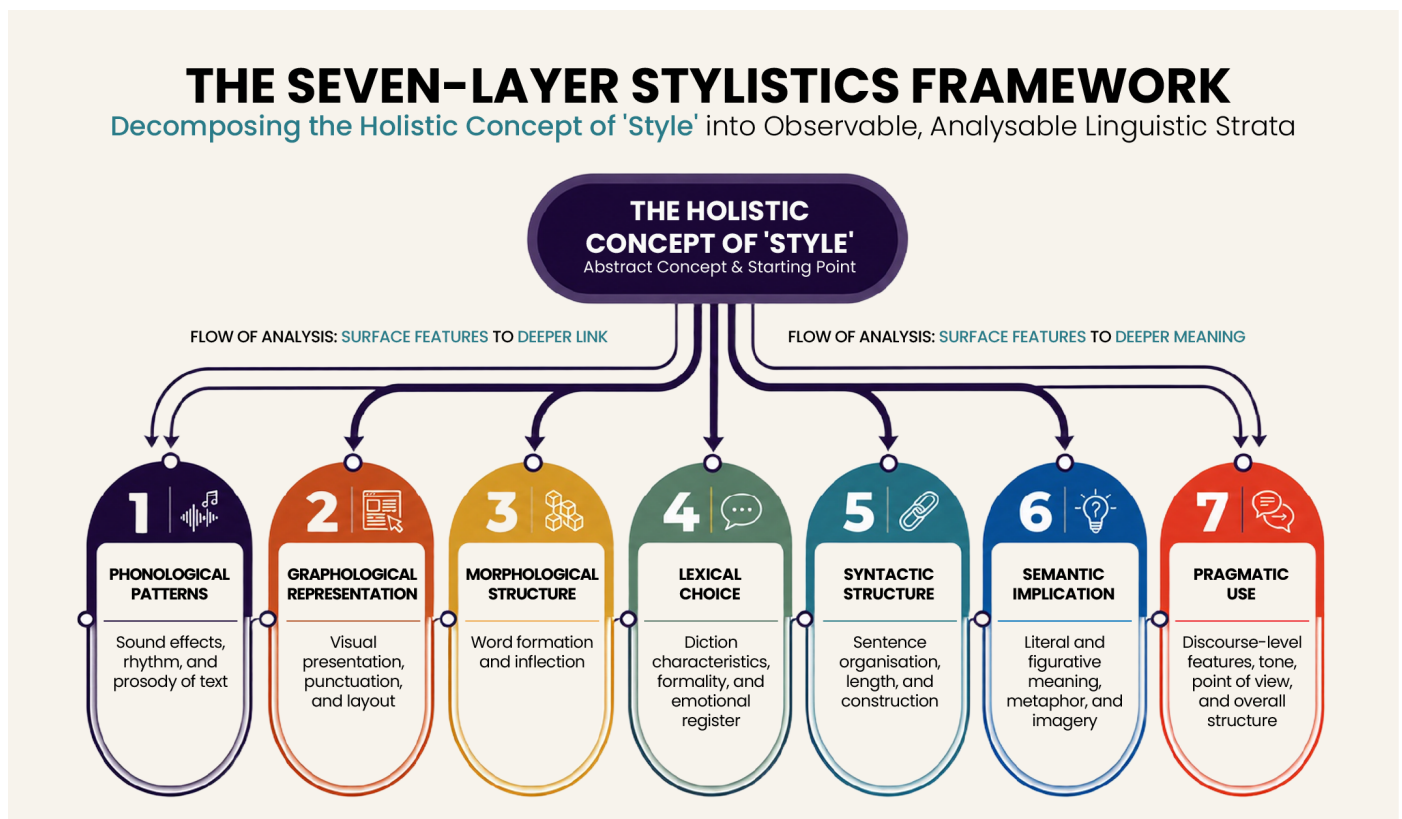 THE SEVEN-LAYER STYLISTICS FRAMEWORK
Decomposing the Holistic Concept of 'Style' into Observable, Analysable Linguistic Strata
THE HOLISTIC
CONCEPT OF 'STYLE'
Abstract Concept & Starting Point
FLOW OF ANALYSIS: SURFACE FEATURES TO DEEPER LINK
FLOW OF ANALYSIS: SURFACE FEATURES TO DEEPER MEANING
1
PHONOLOGICAL
PATTERNS
Sound effects,
rhythm, and
prosody of text
2
GRAPHOLOGICAL
REPRESENTATION
Visual
presentation,
punctuation,
and layout
3
MORPHOLOGICAL
STRUCTURE
Word formation
and inflection
4
LEXICAL
CHOICE
Diction
characteristics,
formality, and
emotional
register
5
SYNTACTIC
STRUCTURE
Sentence
organisation,
length, and
construction
6
SEMANTIC
IMPLICATION
Literal and
figurative
meaning,
metaphor, and
imagery
7
PRAGMATIC
USE
Discourse-level
features, tone,
point of view,
and overall
structure